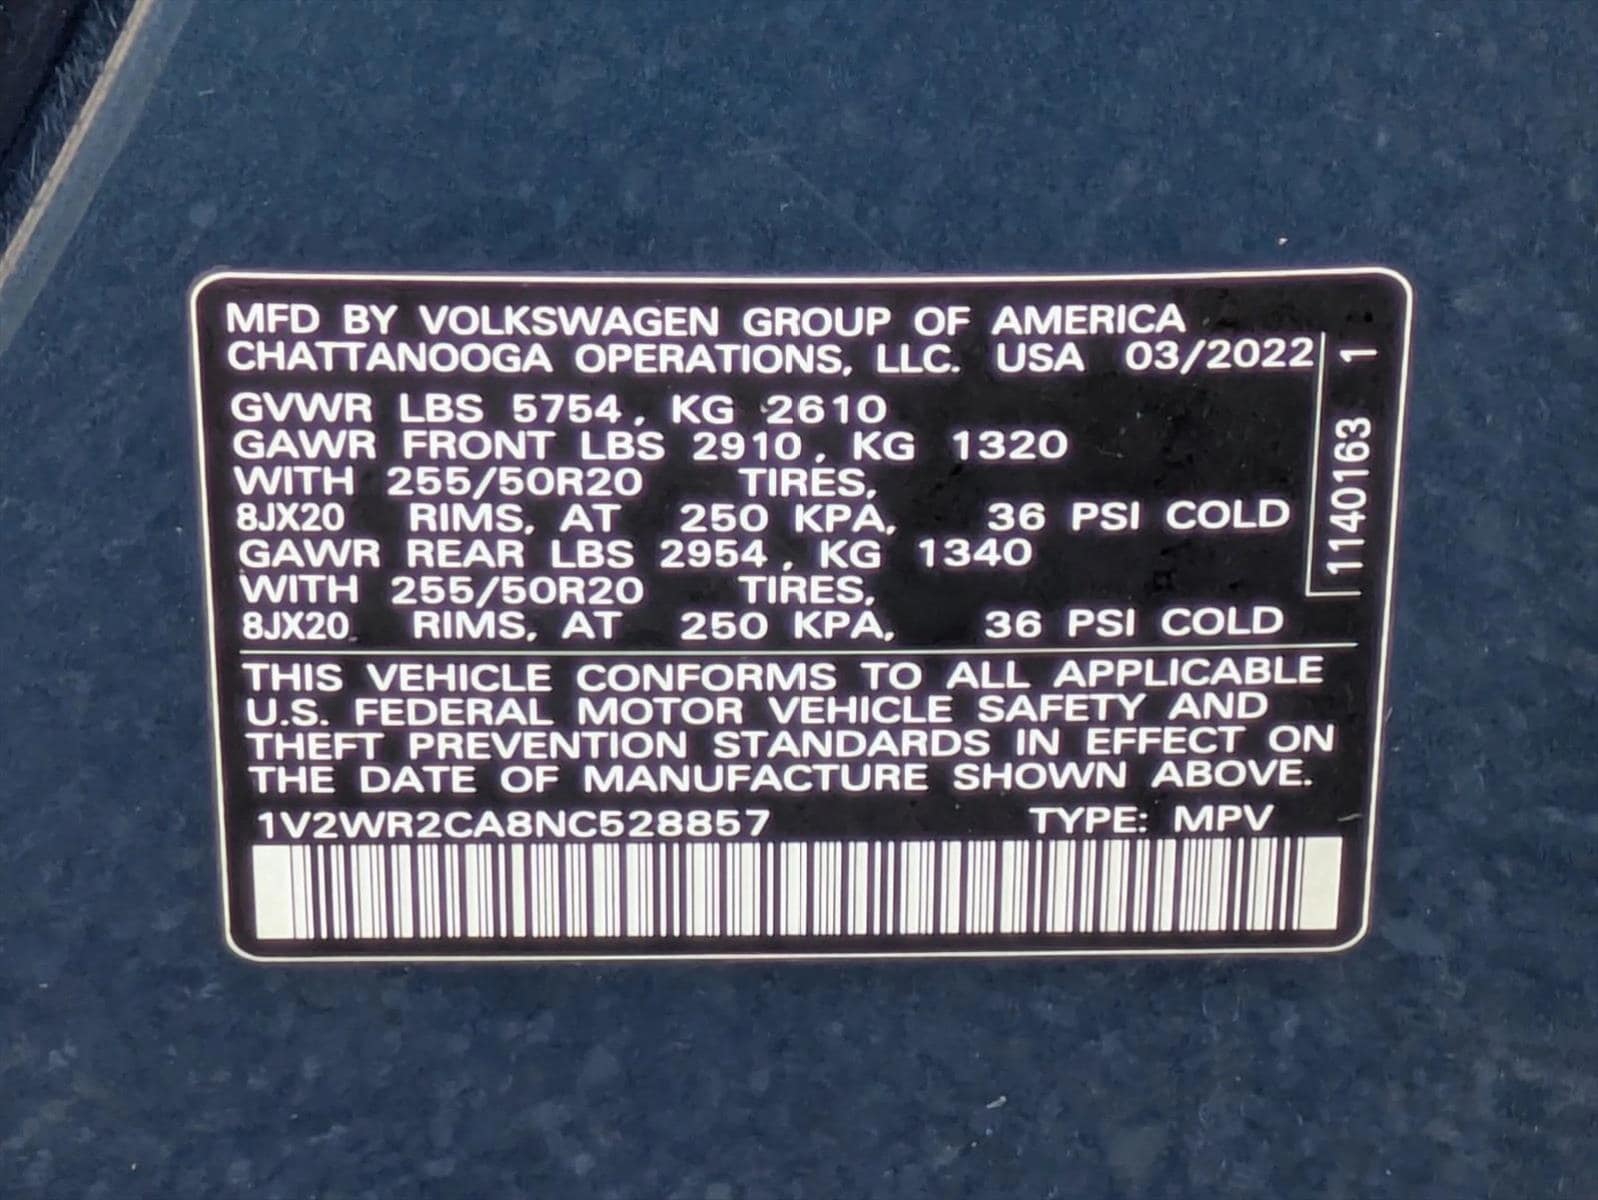 MFD BY VOLKSWAGEN GROUP OF AMERICA
CHATTANOOGA OPERATIONS, LLC. USA 03/2022
GVWR LBS 5754, KG 2610
GAWR FRONT LBS 2910, KG 1320
WITH 255/50R20 TIRES,
8JX20 RIMS, AT 250 KPA, 36 PSI COLD
GAWR REAR LBS 2954, KG 1340
WITH 255/50R20 TIRES,
8JX20 RIMS, AT 250 KPA, 36 PSI COLD
1140163 1
THIS VEHICLE CONFORMS TO ALL APPLICABLE
U.S. FEDERAL MOTOR VEHICLE SAFETY AND
THEFT PREVENTION STANDARDS IN EFFECT ON
THE DATE OF MANUFACTURE SHOWN ABOVE.
1V2WR2CA8NC528857 TYPE: MPV